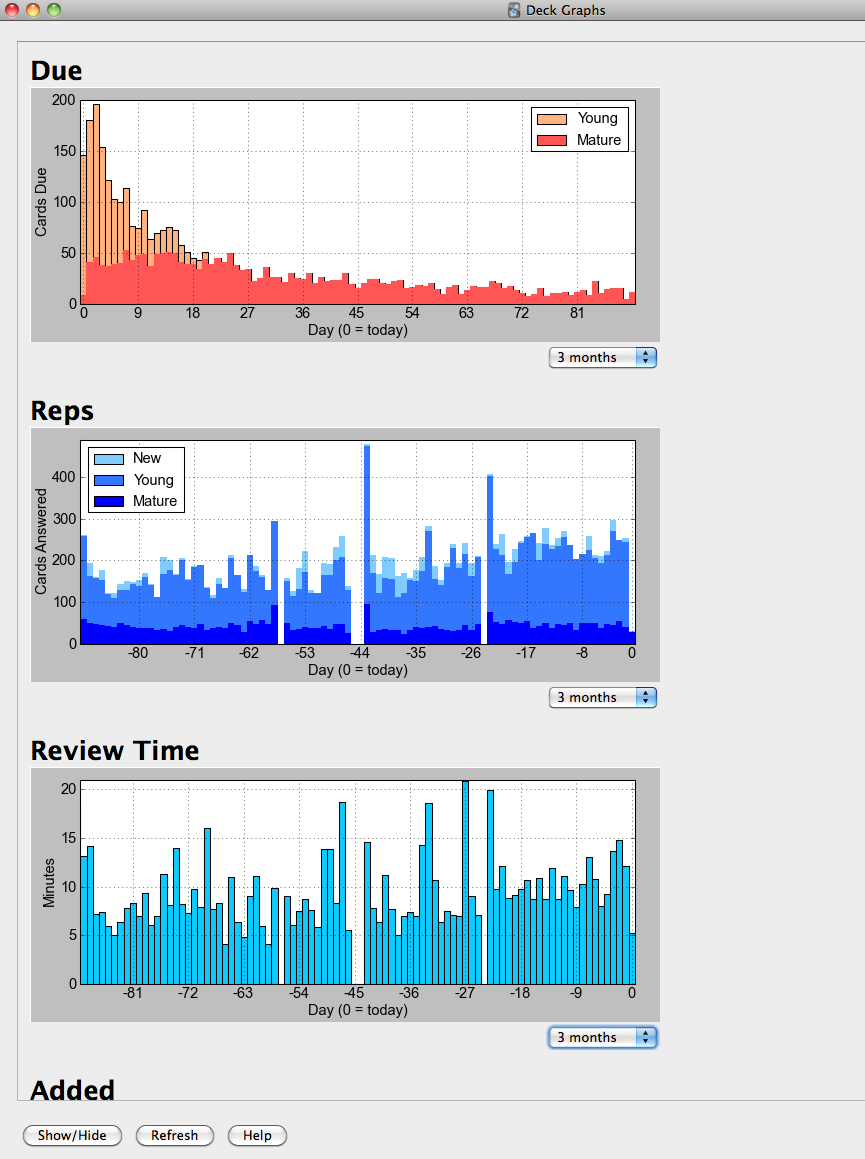 Deck Graphs
Due
200
150
100
50
0
Cards Due
Young
Mature
0 9 18 27 36 45 54 63 72 81
Day (0 = today)
3 months
Reps
400
300
200
100
0
Cards Answered
New
Young
Mature
-80 -71 -62 -53 -44 -35 -26 -17 -8 0
Day (0 = today)
3 months
Review Time
20
15
10
5
0
Minutes
-81 -72 -63 -54 -45 -36 -27 -18 -9 0
Day (0 = today)
3 months
Added
Show/Hide Refresh Help